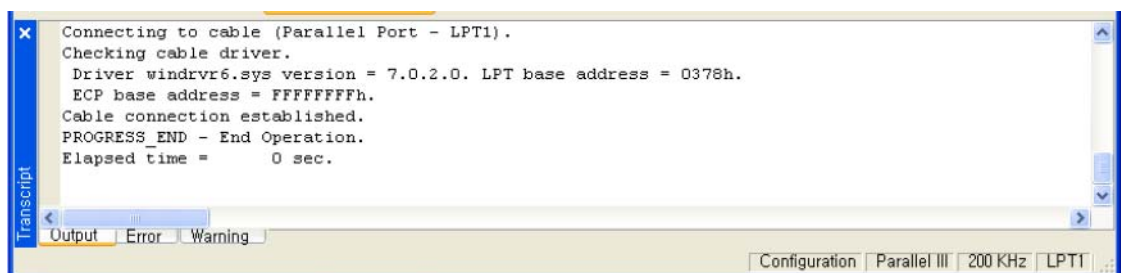 Connecting to cable (Parallel Port - LPT1).
Checking cable driver.
Driver windrvr6.sys version = 7.0.2.0. LPT base address = 0378h.
ECP base address = FFFFFFFFh.
Cable connection established.
PROGRESS_END - End Operation.
Elapsed time =      0 sec.
Transcript
Output Error Warning
Configuration Parallel III 200 KHz LPT1